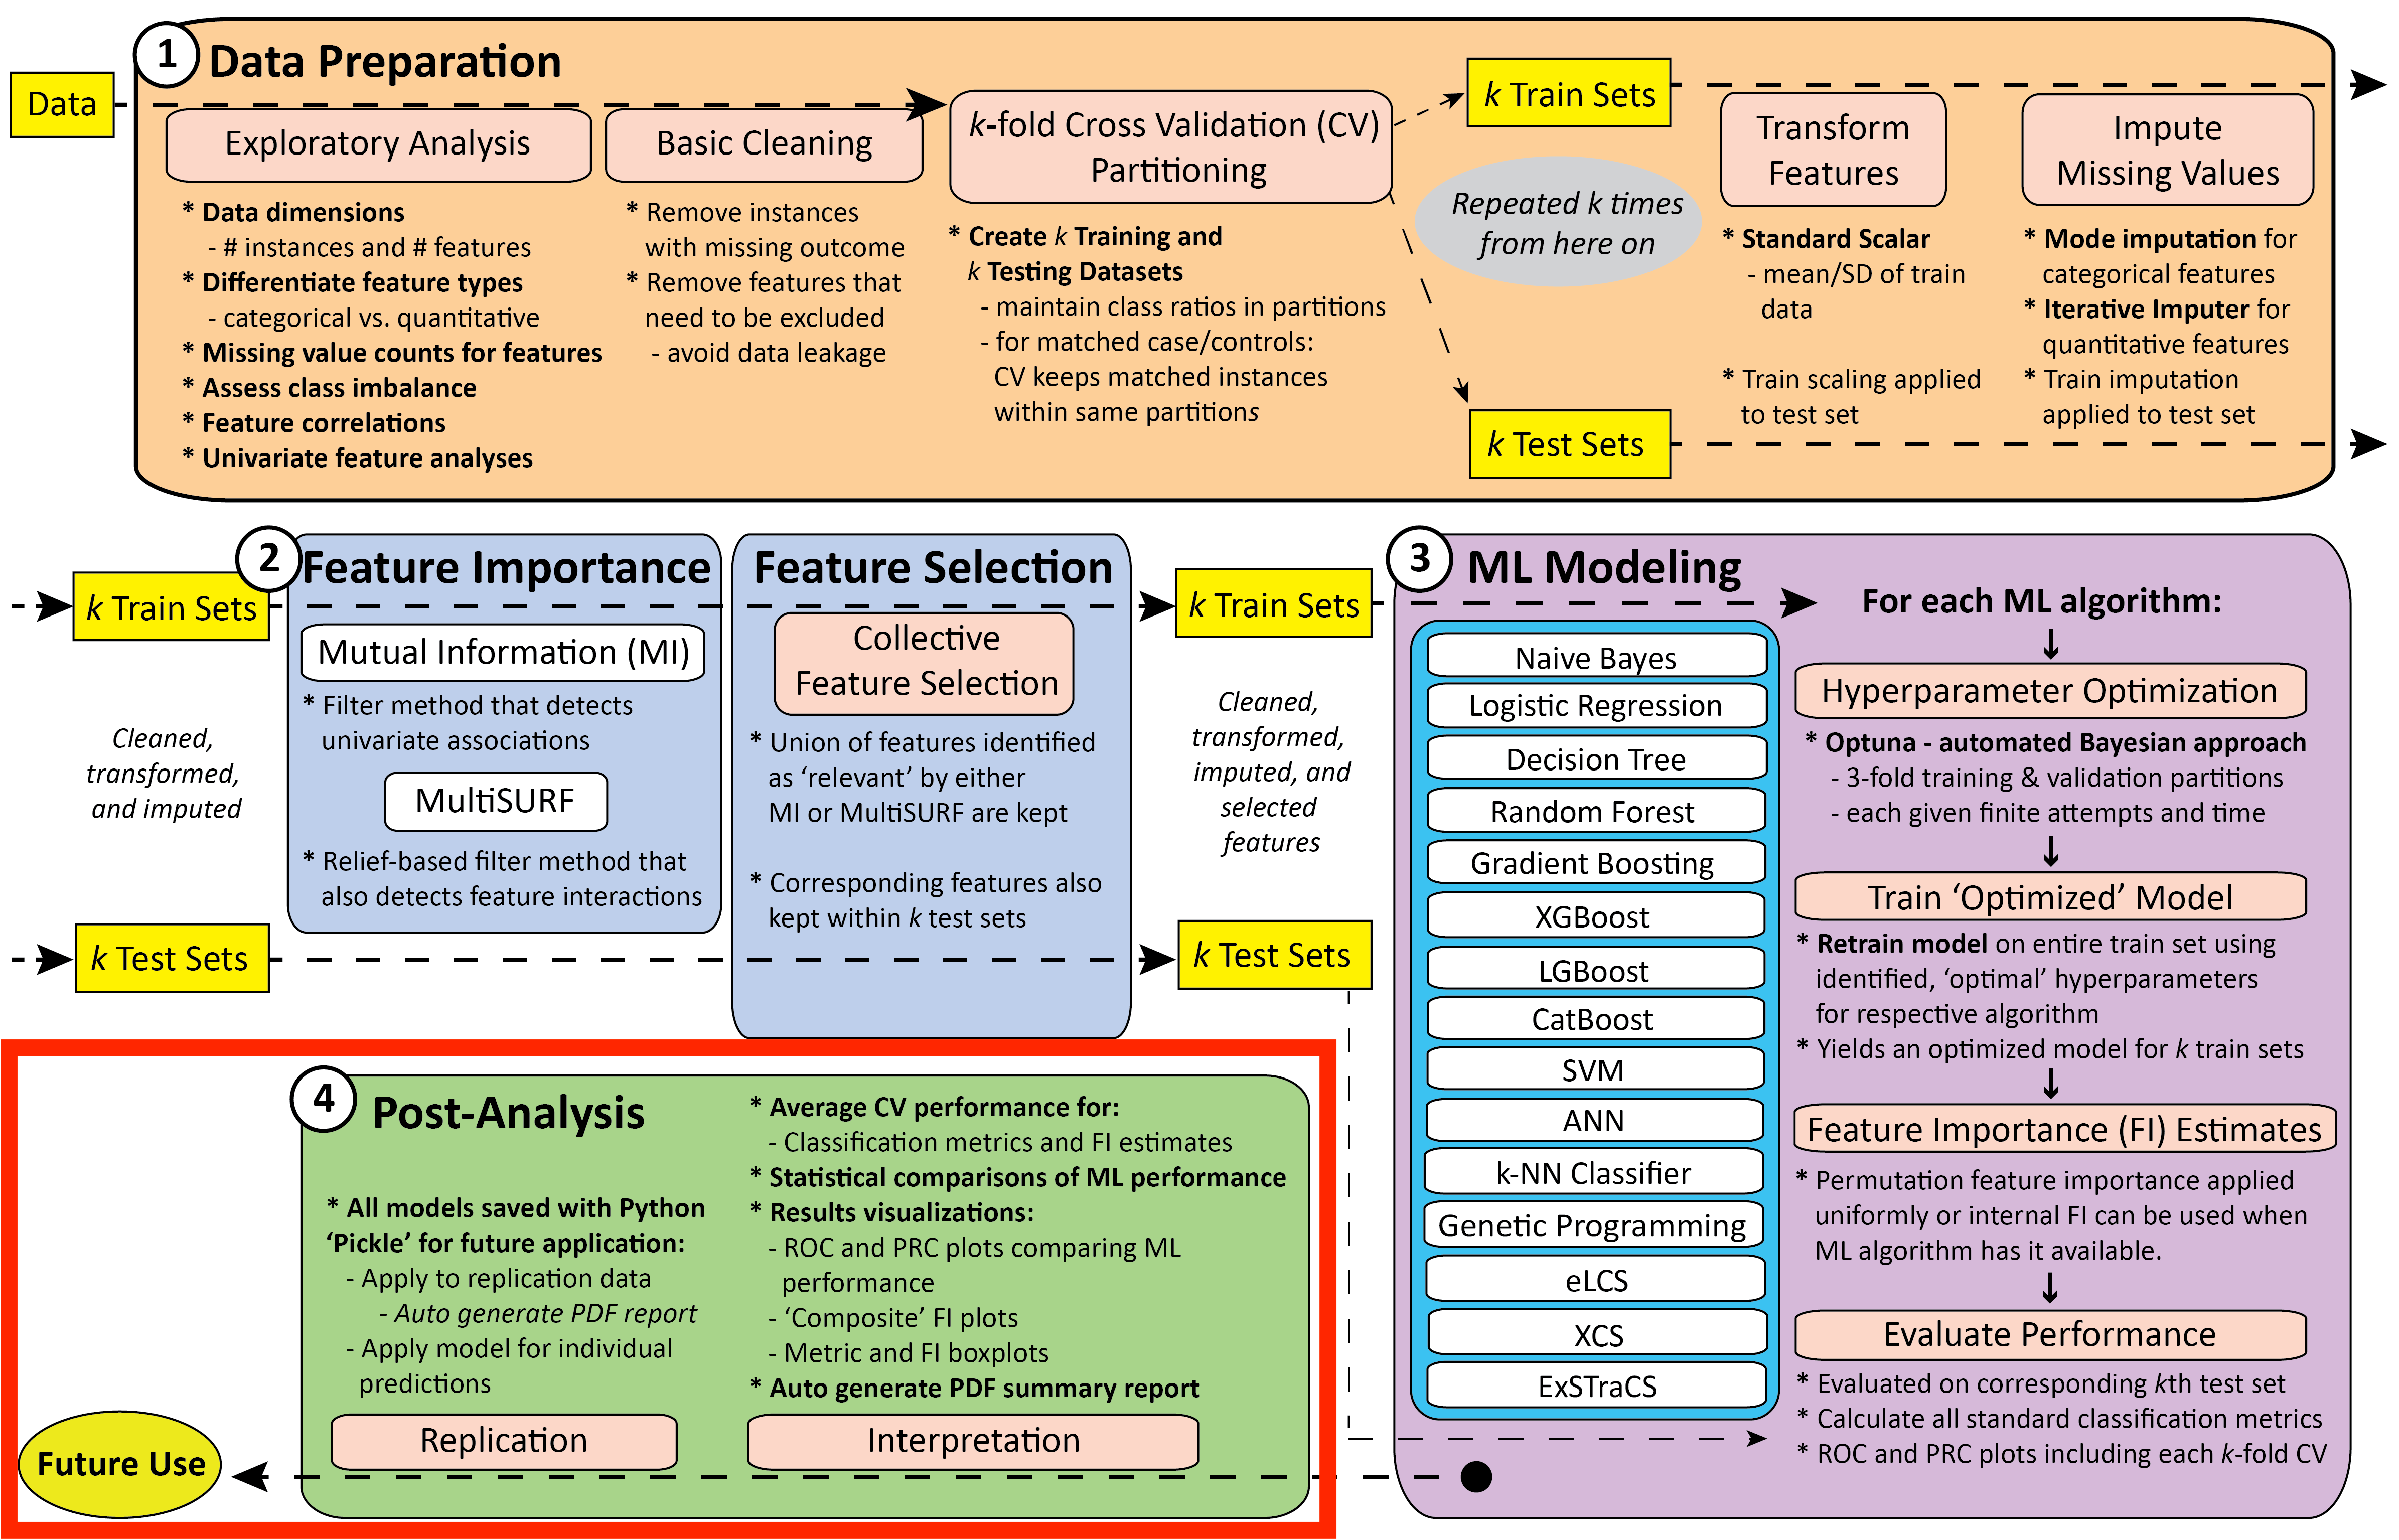 1
Data Preparation
Data
Exploratory Analysis
* Data dimensions
- # instances and # features
* Differentiate feature types
- categorical vs. quantitative
* Missing value counts for features
* Assess class imbalance
* Feature correlations
* Univariate feature analyses
Basic Cleaning
* Remove instances
with missing outcome
* Remove features that
need to be excluded
- avoid data leakage
k-fold Cross Validation (CV)
Partitioning
* Create k Training and
k Testing Datasets
- maintain class ratios in partitions
- for matched case/controls:
CV keeps matched instances
within same partitions
k Train Sets
Repeated k times
from here on
k Test Sets
Transform
Features
* Standard Scalar
- mean/SD of train
data
* Train scaling applied
to test set
Impute
Missing Values
* Mode imputation for
categorical features
* Iterative Imputer for
quantitative features
* Train imputation
applied to test set
2
k Train Sets
Cleaned,
transformed,
and imputed
k Test Sets
Feature Importance
Mutual Information (MI)
* Filter method that detects
univariate associations
MultiSURF
* Relief-based filter method that
also detects feature interactions
Feature Selection
Collective
Feature Selection
* Union of features identified
as ‘relevant’ by either
MI or MultiSURF are kept
* Corresponding features also
kept within k test sets
k Train Sets
Cleaned,
transformed,
imputed, and
selected
features
k Test Sets
3
ML Modeling
Naive Bayes
Logistic Regression
Decision Tree
Random Forest
Gradient Boosting
XGBoost
LGBoost
CatBoost
SVM
ANN
k-NN Classifier
Genetic Programming
eLCS
XCS
ExSTraCS
For each ML algorithm:
Hyperparameter Optimization
* Optuna - automated Bayesian approach
- 3-fold training & validation partitions
- each given finite attempts and time
Train ‘Optimized’ Model
* Retrain model on entire train set using
identified, ‘optimal’ hyperparameters
for respective algorithm
* Yields an optimized model for k train sets
Feature Importance (FI) Estimates
* Permutation feature importance applied
uniformly or internal FI can be used when
ML algorithm has it available.
Evaluate Performance
* Evaluated on corresponding kth test set
* Calculate all standard classification metrics
* ROC and PRC plots including each k-fold CV
4
Post-Analysis
* All models saved with Python
‘Pickle’ for future application:
- Apply to replication data
- Auto generate PDF report
- Apply model for individual
predictions
Replication
* Average CV performance for:
- Classification metrics and FI estimates
* Statistical comparisons of ML performance
* Results visualizations:
- ROC and PRC plots comparing ML
performance
- ‘Composite’ FI plots
- Metric and FI boxplots
* Auto generate PDF summary report
Interpretation
Future Use